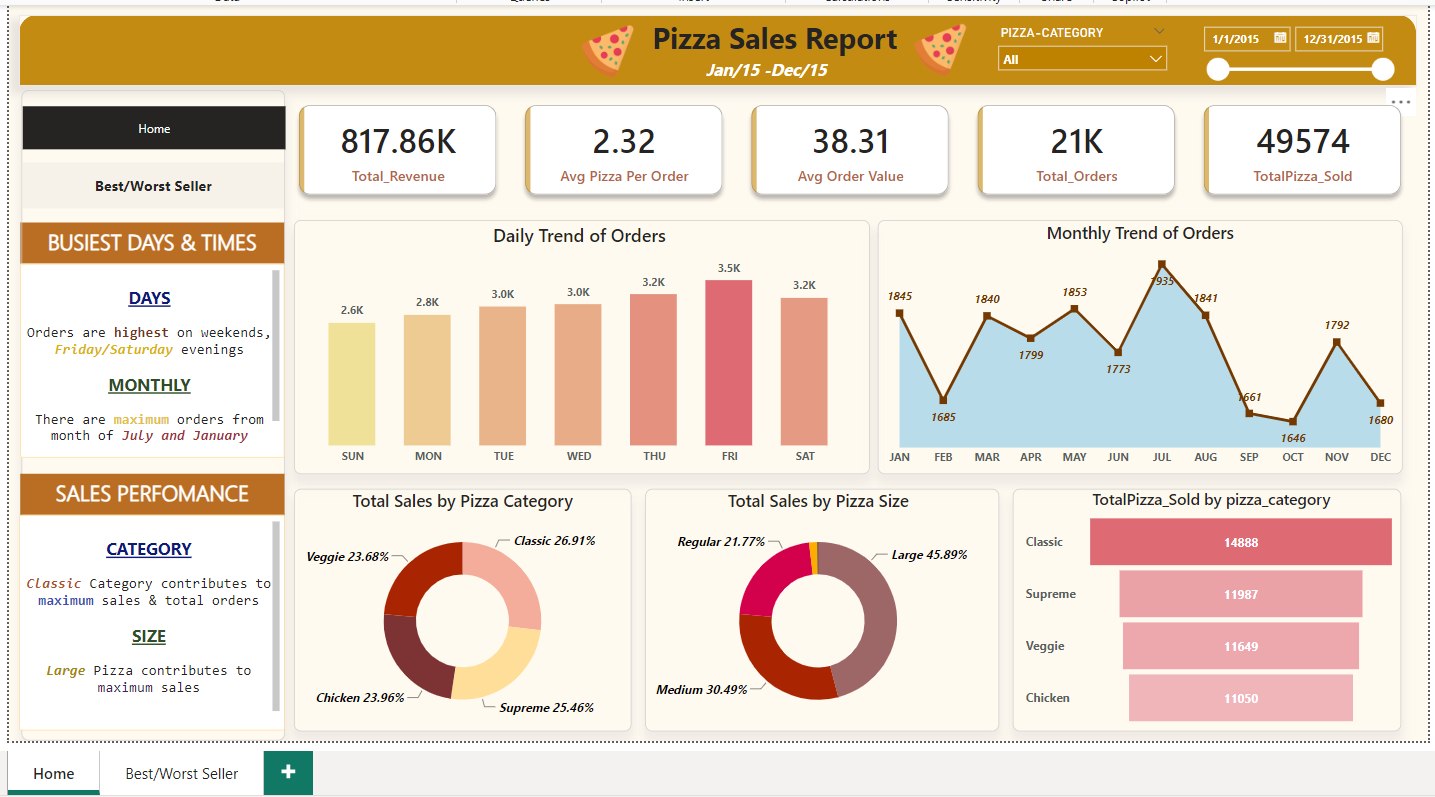 Pizza Sales Report
Jan/15 -Dec/15
PIZZA-CATEGORY
All
1/1/2015
12/31/2015
Home
Best/Worst Seller
817.86K
Total_Revenue
2.32
Avg Pizza Per Order
38.31
Avg Order Value
21K
Total_Orders
49574
TotalPizza_Sold
BUSIEST DAYS & TIMES
DAYS
Orders are highest on weekends,
Friday/Saturday evenings
MONTHLY
There are maximum orders from
month of July and January
SALES PERFOMANCE
CATEGORY
Classic Category contributes to
maximum sales & total orders
SIZE
Large Pizza contributes to
maximum sales
Daily Trend of Orders
2.6K
2.8K
3.0K
3.0K
3.2K
3.5K
3.2K
SUN MON TUE WED THU FRI SAT
Monthly Trend of Orders
1845
1685
1840
1799
1853
1773
1935
1841
1661
1646
1792
1680
JAN FEB MAR APR MAY JUN JUL AUG SEP OCT NOV DEC
Total Sales by Pizza Category
Classic 26.91%
Veggie 23.68%
Chicken 23.96%
Supreme 25.46%
Total Sales by Pizza Size
Regular 21.77%
Large 45.89%
Medium 30.49%
TotalPizza_Sold by pizza_category
Classic 14888
Supreme 11987
Veggie 11649
Chicken 11050
Home
Best/Worst Seller
+